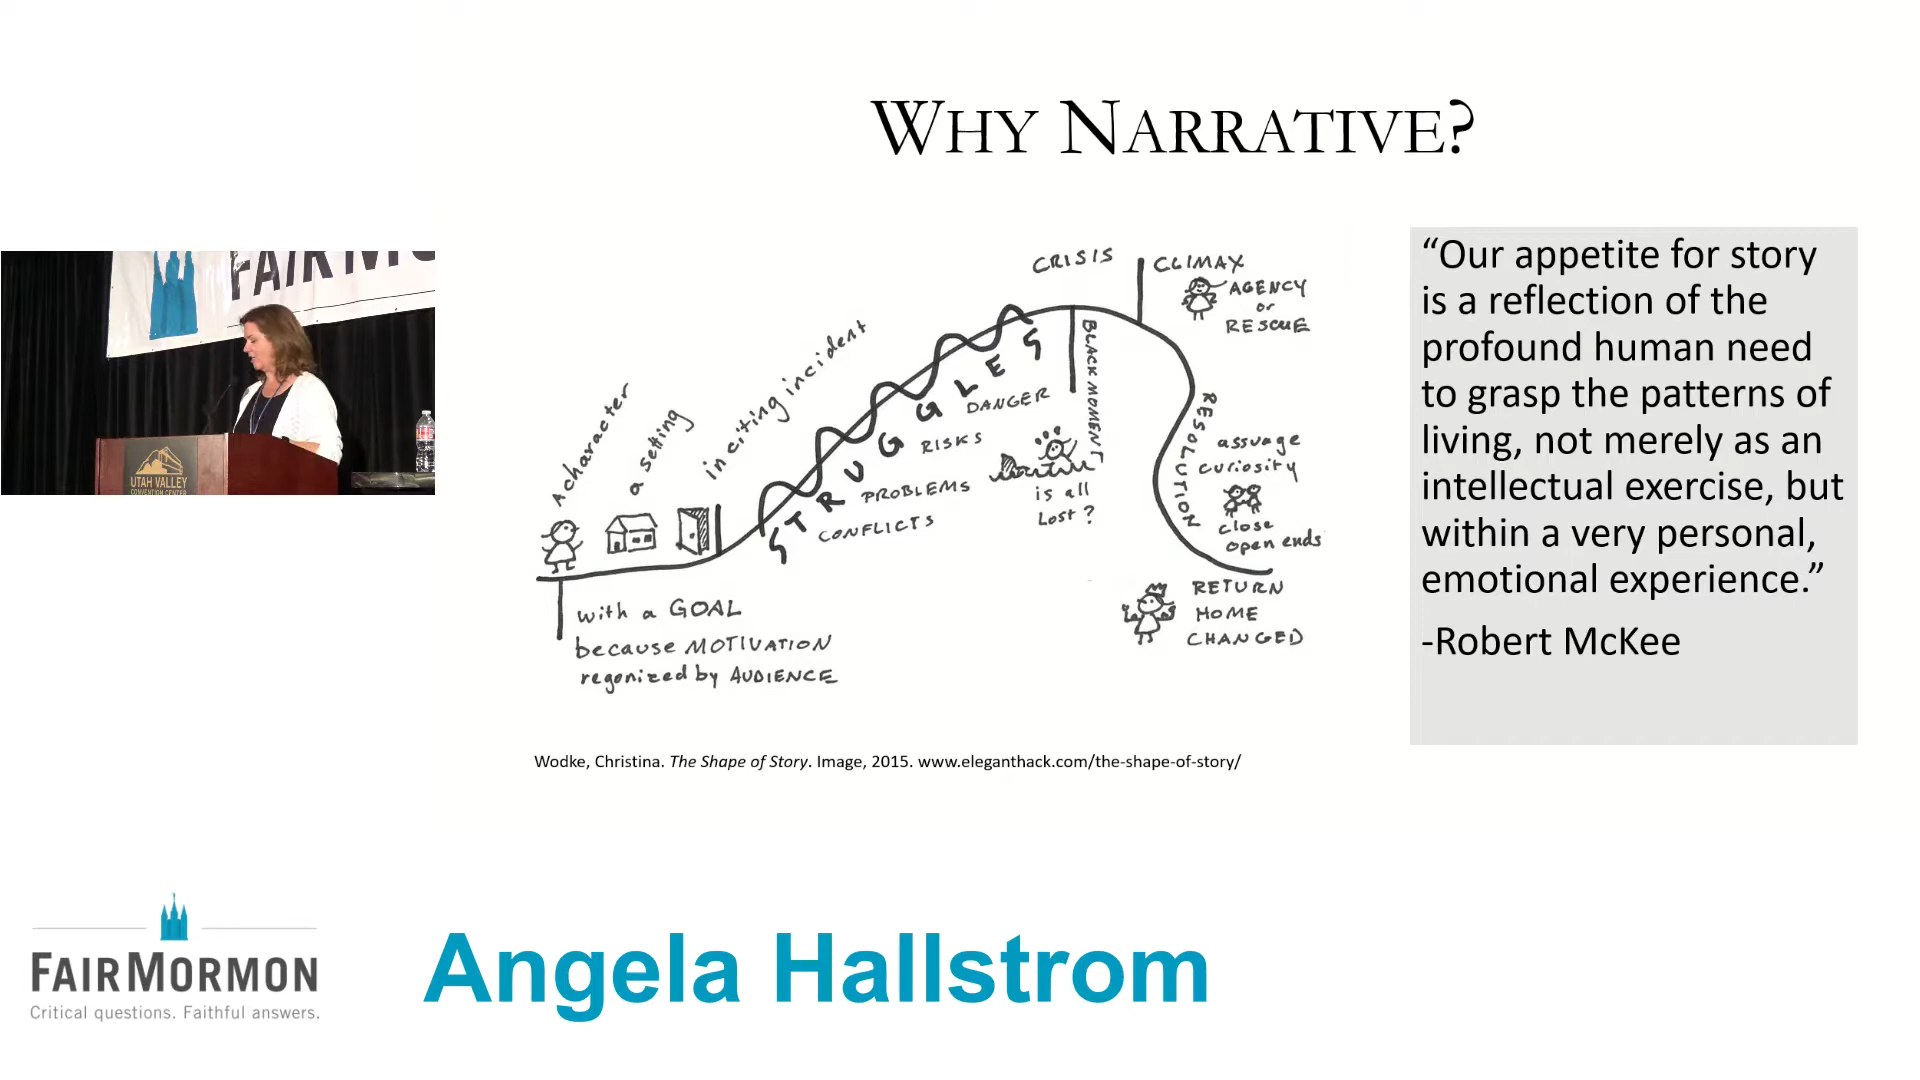 WHY NARRATIVE?
FAIRMO
UTAH VALLEY
CONVENTION CENTER
CRISIS
CLIMAX
AGENCY
or
RESCUE
BLACK MOMENT
A character
a setting
inciting incident
STRUGGLES
DANGER
RISKS
PROBLEMS
CONFLICTS
is all
Lost?
RESOLUTION
assuage
curiosity
close
open ends
with a GOAL
because MOTIVATION
regonized by AUDIENCE
RETURN
HOME
CHANGED
Wodke, Christina. The Shape of Story. Image, 2015. www.eleganthack.com/the-shape-of-story/
“Our appetite for story
is a reflection of the
profound human need
to grasp the patterns of
living, not merely as an
intellectual exercise, but
within a very personal,
emotional experience.”
-Robert McKee
FAIRMORMON
Critical questions. Faithful answers.
Angela Hallstrom